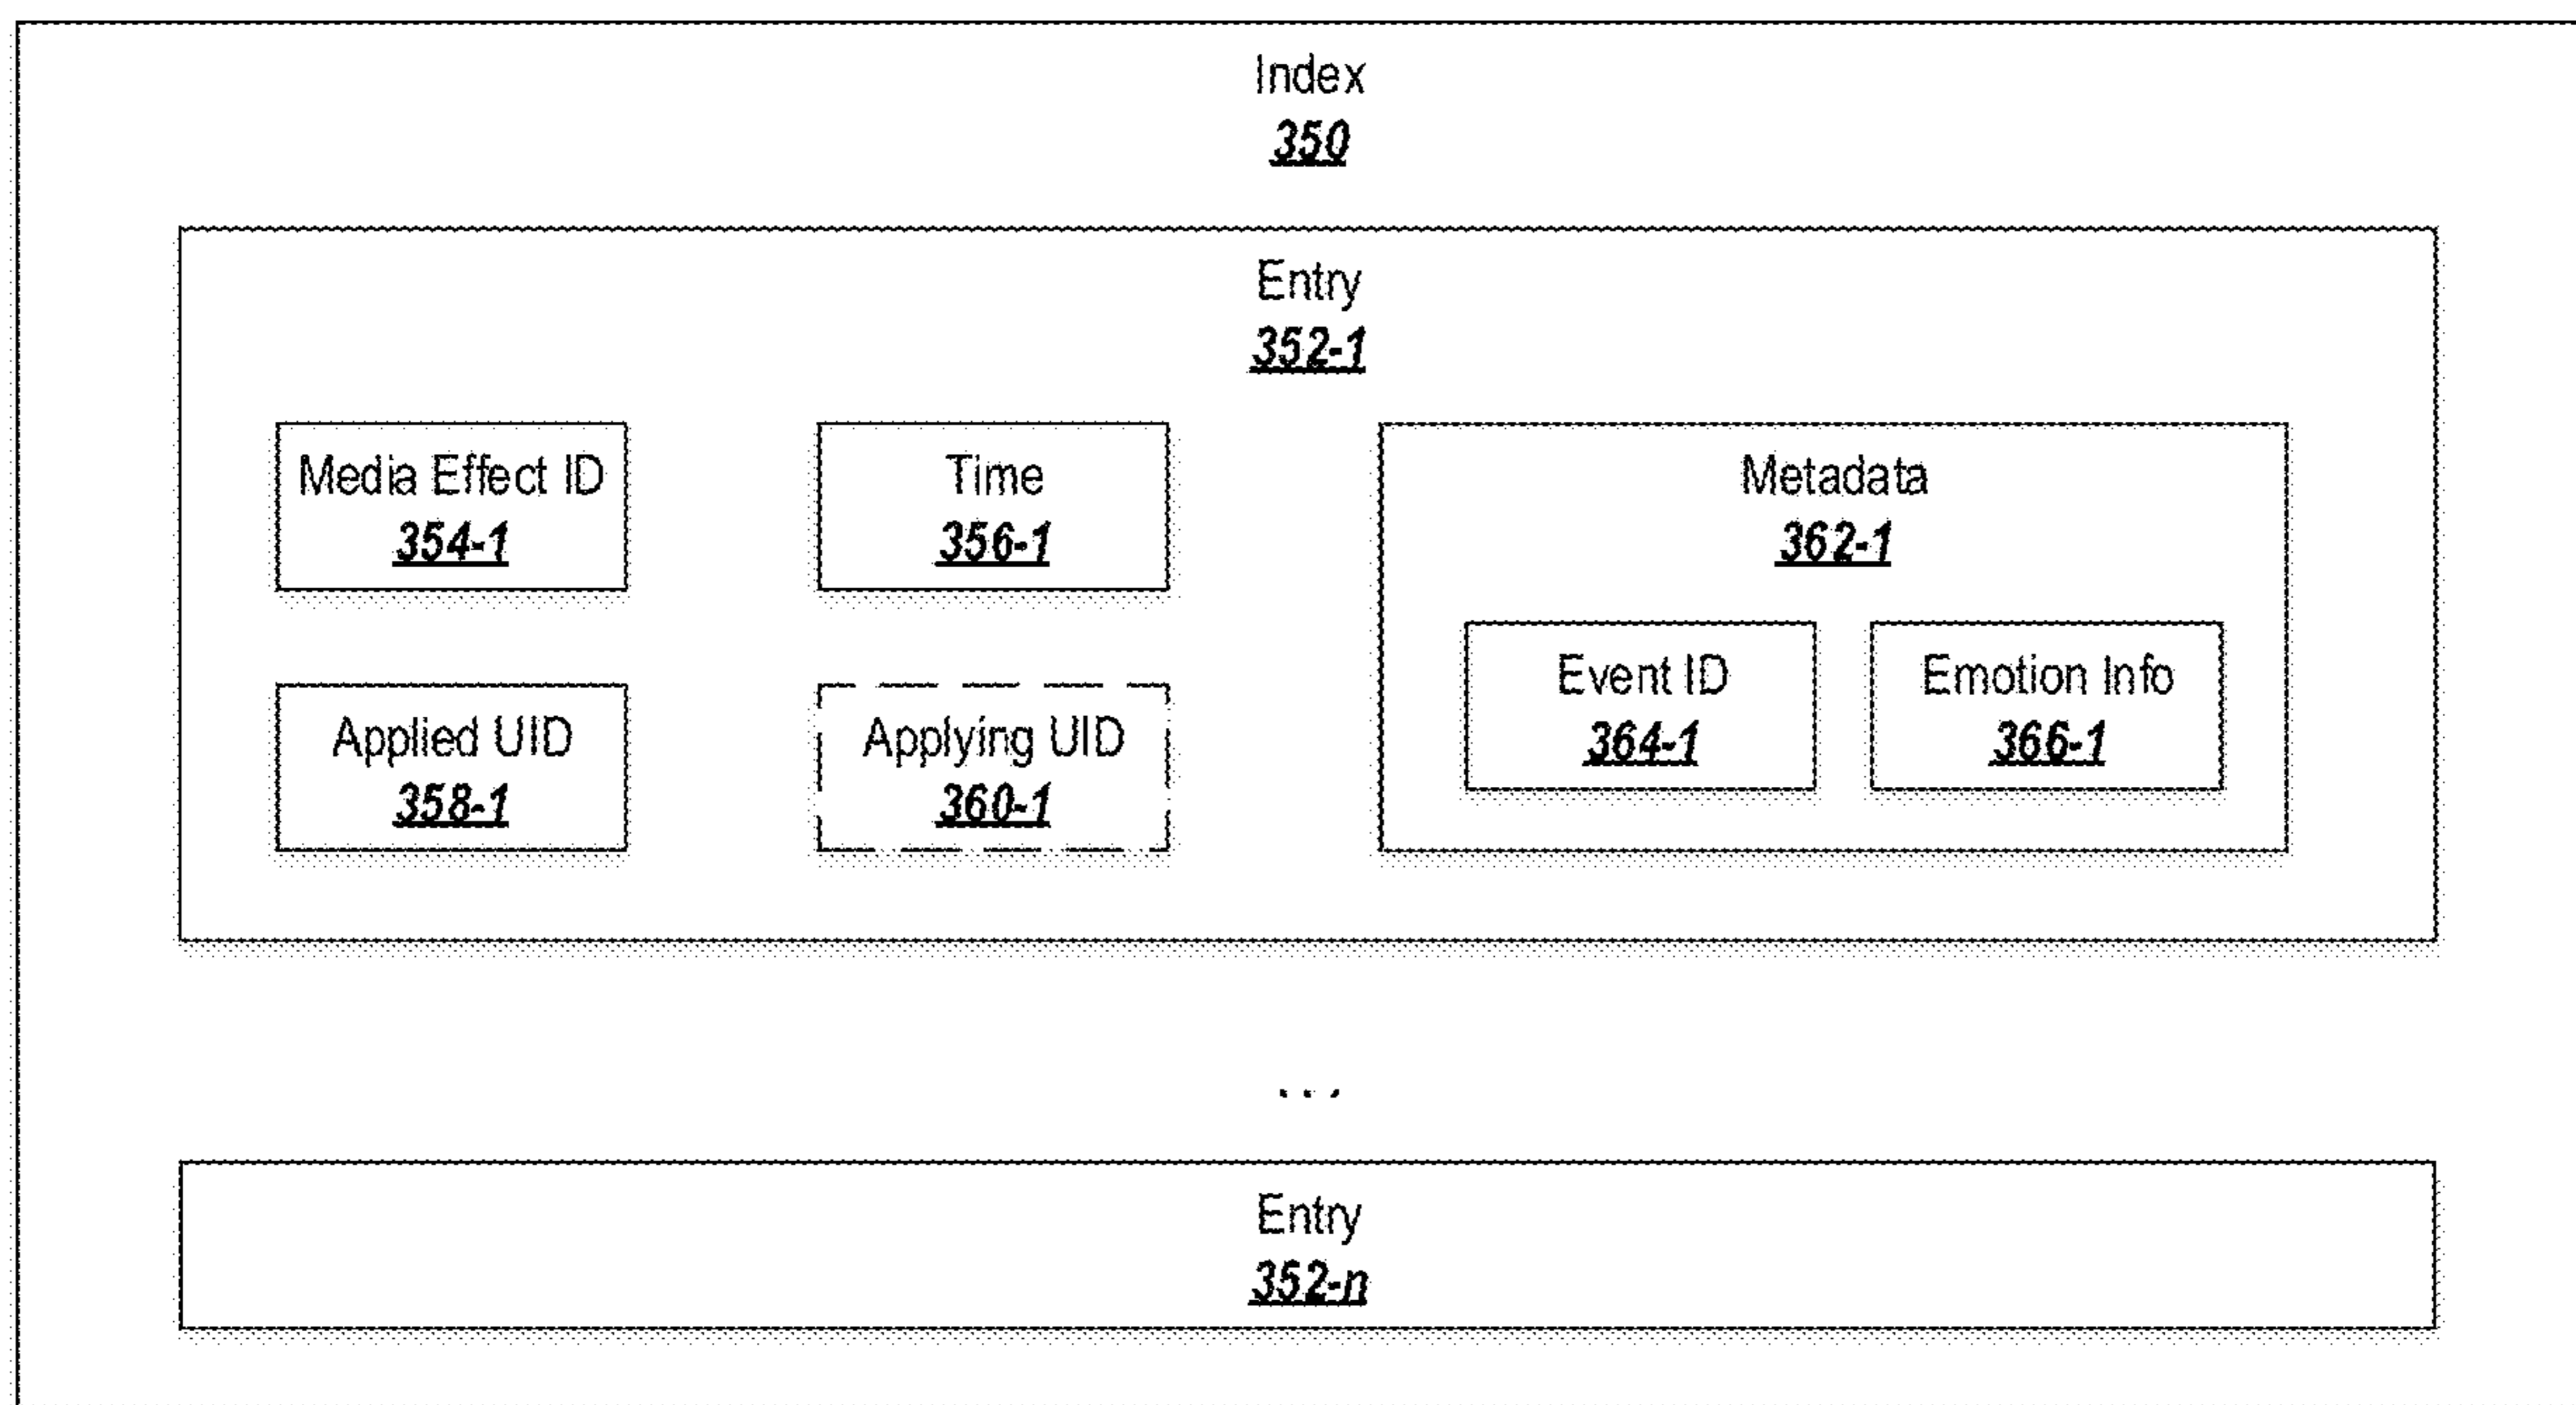 Index
350
Entry
352-1
Media Effect ID
354-1
Time
356-1
Metadata
362-1
Event ID
364-1
Emotion Info
366-1
Applied UID
358-1
Applying UID
360-1
...
Entry
352-n